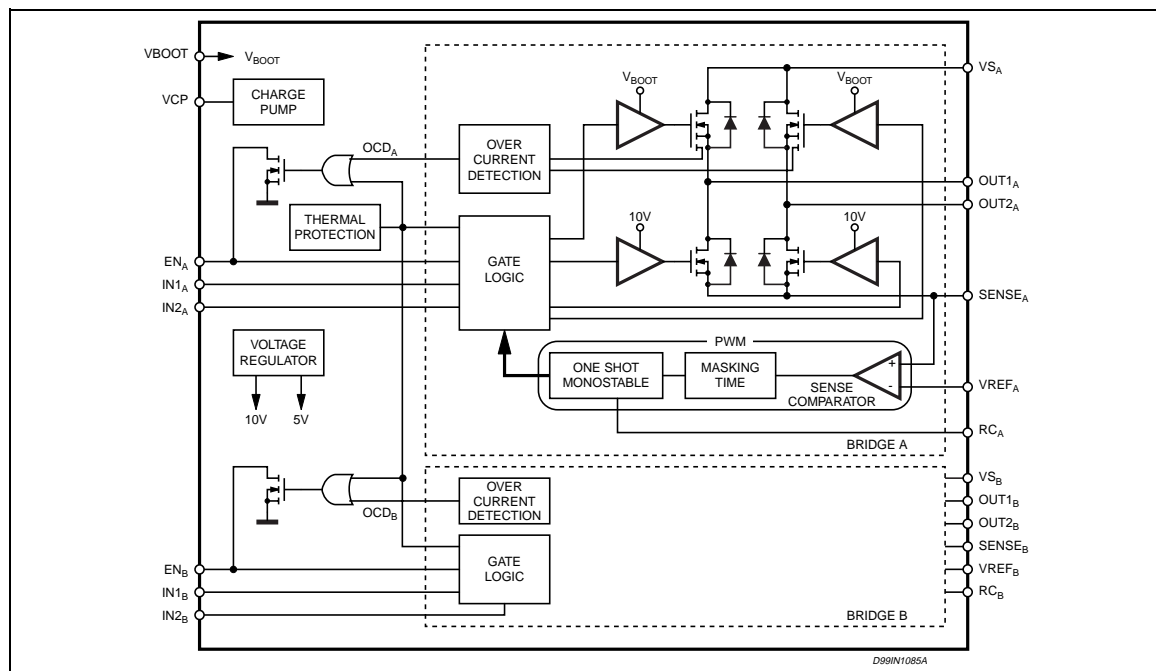 VBOOT
VBOOT
VCP
CHARGE
PUMP
OCDA
OVER
CURRENT
DETECTION
VBOOT
VBOOT
VSA
OUT1A
OUT2A
THERMAL
PROTECTION
GATE
LOGIC
10V
10V
ENA
IN1A
IN2A
SENSEA
VOLTAGE
REGULATOR
10V
5V
PWM
ONE SHOT
MONOSTABLE
MASKING
TIME
+
-
SENSE
COMPARATOR
VREFA
RCA
BRIDGE A
OCDB
OVER
CURRENT
DETECTION
VSB
OUT1B
OUT2B
SENSEB
VREFB
RCB
GATE
LOGIC
ENB
IN1B
IN2B
BRIDGE B
D99IN1085A